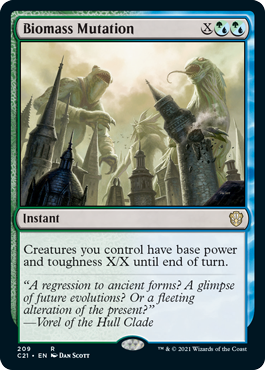 Biomass Mutation X
Instant
Creatures you control have base power
and toughness X/X until end of turn.
“A regression to ancient forms? A glimpse
of future evolutions? Or a fleeting
alteration of the present?”
—Vorel of the Hull Clade
209 R
C21 • EN DAN SCOTT
™ & © 2021 Wizards of the Coast